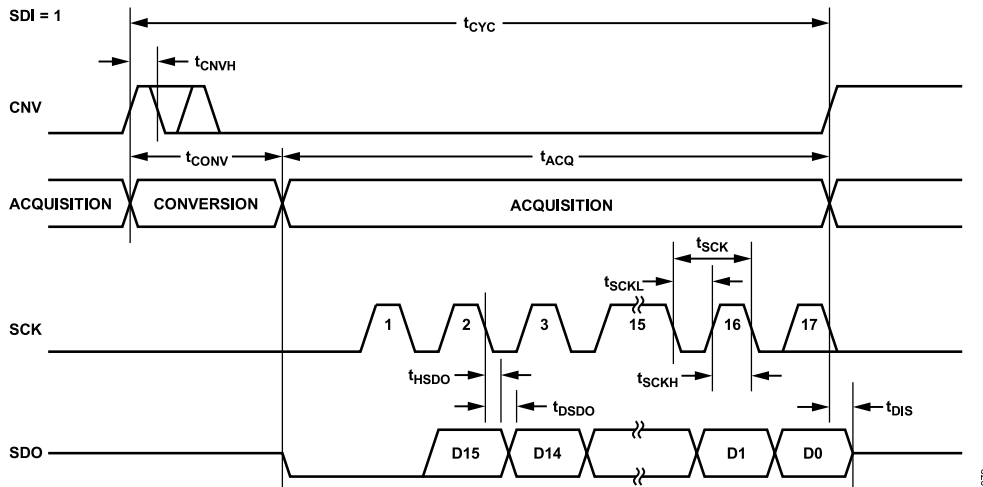 SDI = 1
tCYC
tCNVH
CNV
tCONV
tACQ
ACQUISITION
CONVERSION
ACQUISITION
tSCK
tSCKL
SCK
1
2
3
15
16
17
tHSDO
tSCKH
tDSDO
tDIS
SDO
D15
D14
D1
D0